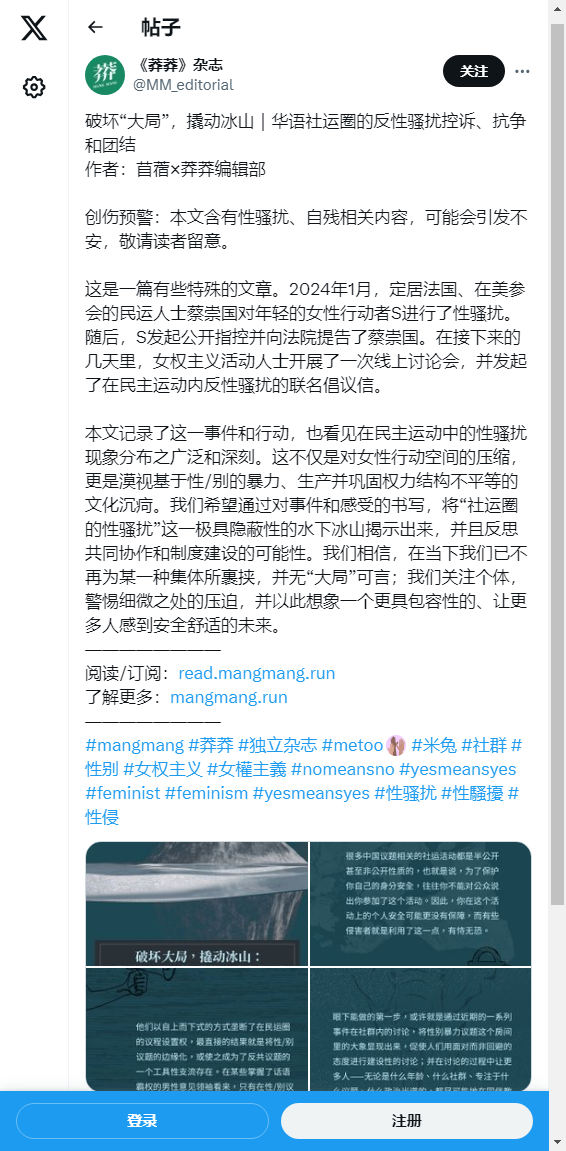 帖子
《莽莽》杂志
@MM_editorial
关注
破坏“大局”，撬动冰山｜华语社运圈的反性骚扰控诉、抗争
和团结
作者：苜蓿×莽莽编辑部
创伤预警：本文含有性骚扰、自残相关内容，可能会引发不
安，敬请读者留意。
这是一篇有些特殊的文章。2024年1月，定居法国、在美参
会的民运人士蔡崇国对年轻的女性行动者S进行了性骚扰。
随后，S发起公开指控并向法院提告了蔡崇国。在接下来的
几天里，女权主义活动人士开展了一次线上讨论会，并发起
了在民主运动内反性骚扰的联名倡议信。
本文记录了这一事件和行动，也看见在民主运动中的性骚扰
现象分布之广泛和深刻。这不仅是对女性行动空间的压缩，
更是漠视基于性/别的暴力、生产并巩固权力结构不平等的
文化沉疴。我们希望通过对事件和感受的书写，将“社运圈
的性骚扰”这一极具隐蔽性的水下冰山揭示出来，并且反思
共同协作和制度建设的可能性。我们相信，在当下我们已不
再为某一种集体所裹挟，并无“大局”可言；我们关注个体，
警惕细微之处的压迫，并以此想象一个更具包容性的、让更
多人感到安全舒适的未来。
————————
阅读/订阅：read.mangmang.run
了解更多：mangmang.run
————————
#mangmang #莽莽 #独立杂志 #metoo #米兔 #社群 #
性别 #女权主义 #女權主義 #nomeansno #yesmeansyes
#feminist #feminism #yesmeansyes #性骚扰 #性騷擾 #
性侵
破坏大局，撬动冰山：
很多中国议题相关的社运活动都是半公开
甚至非公开性质的，也就是说，为了保护
你自己的身分安全，往往你不能对公众说
出你参加了这个活动。因此，你在这个活
动上的个人安全可能更没有保障，而有些
侵害者就是利用了这一点，有恃无恐。
他们以自上而下式的方式垄断了在民运圈
的议程设置权，最直接的结果就是将性/别
议题的边缘化，或使之成为了反共议题的
一个工具性支流存在。在某些掌握了话语
霸权的男性意见领袖看来，只有在性/别议
眼下能做的第一步，或许就是通过近期的一系列
事件在社群内的讨论，将性别暴力议题这个房间
里的大象显现出来，促使人们用面对而非回避的
态度进行建设性的讨论；并在讨论的过程中让更
多人——无论是什么年龄、什么社群、专注于什
登录
注册